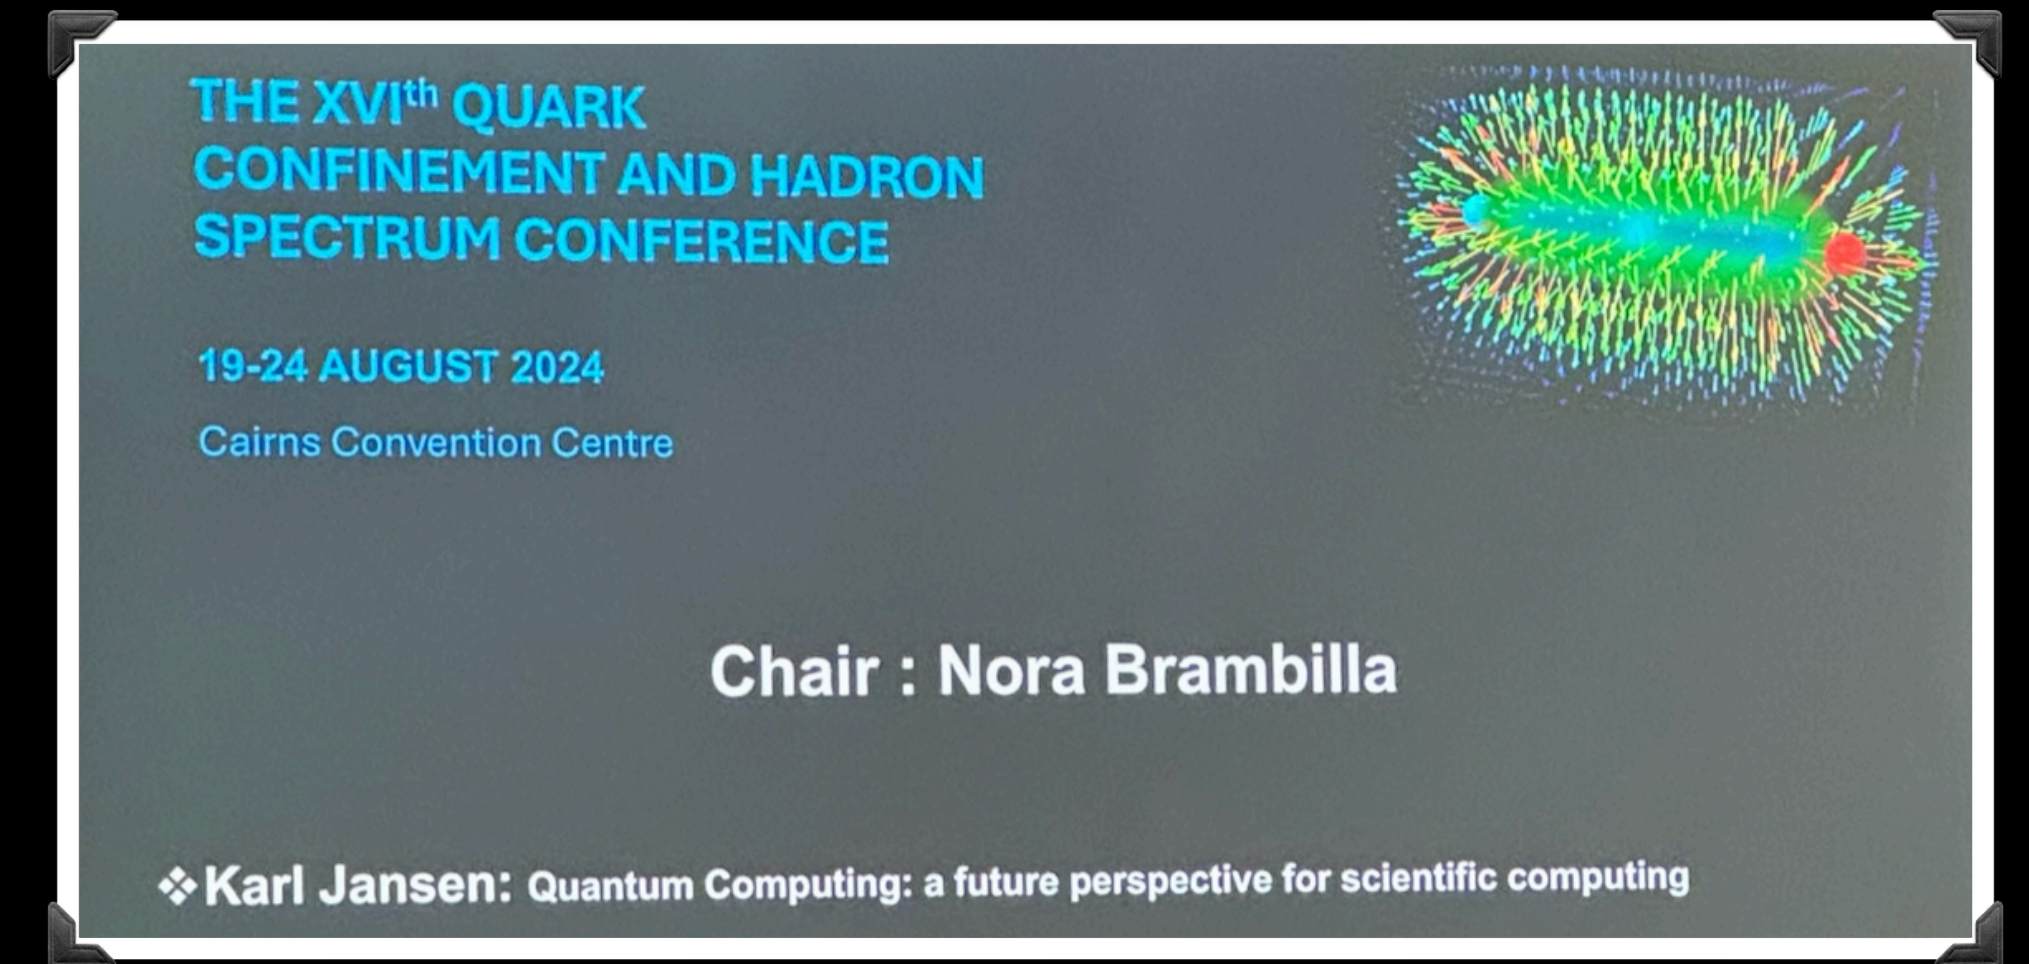 THE XVIth QUARK
CONFINEMENT AND HADRON
SPECTRUM CONFERENCE
19-24 AUGUST 2024
Cairns Convention Centre
Chair : Nora Brambilla
❖Karl Jansen: Quantum Computing: a future perspective for scientific computing